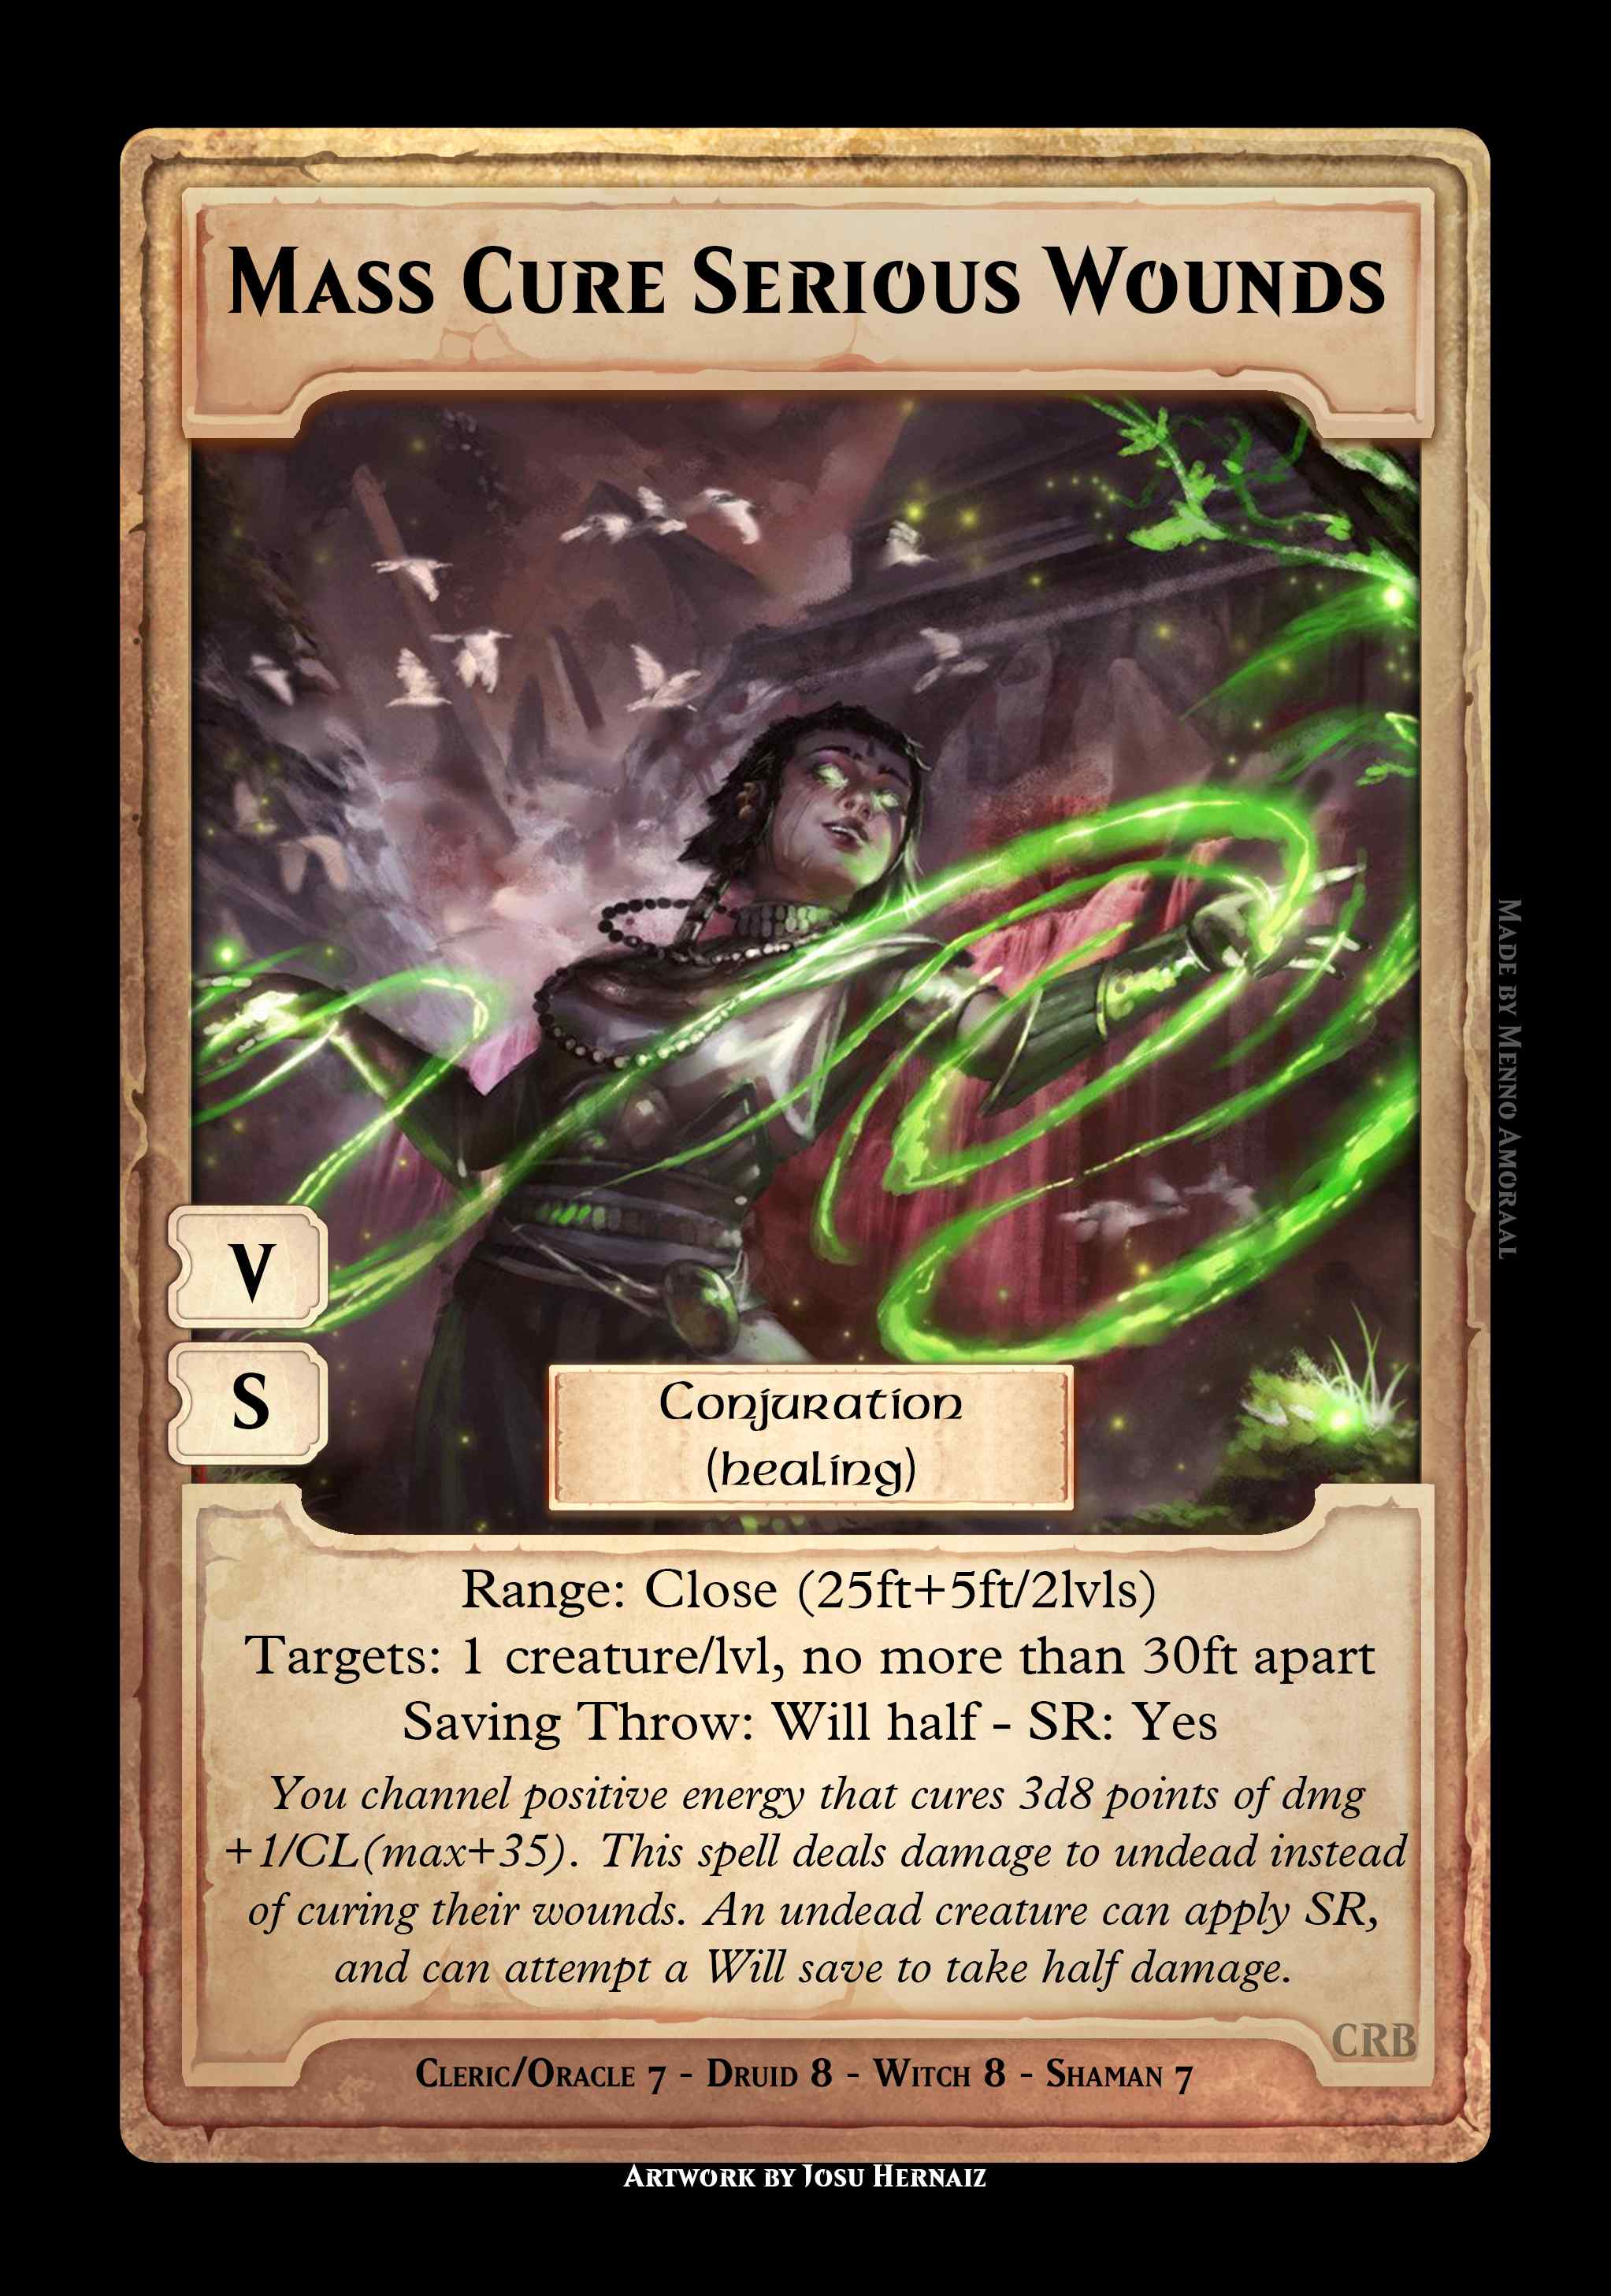 Mass Cure Serious Wounds
V
S
Conjuration
(healing)
Range: Close (25ft+5ft/2lvls)
Targets: 1 creature/lvl, no more than 30ft apart
Saving Throw: Will half - SR: Yes
You channel positive energy that cures 3d8 points of dmg
+1/CL(max+35). This spell deals damage to undead instead
of curing their wounds. An undead creature can apply SR,
and can attempt a Will save to take half damage.
CRB
Cleric/Oracle 7 - Druid 8 - Witch 8 - Shaman 7
Artwork by Josu Hernaiz
Made by Menno Amoraal